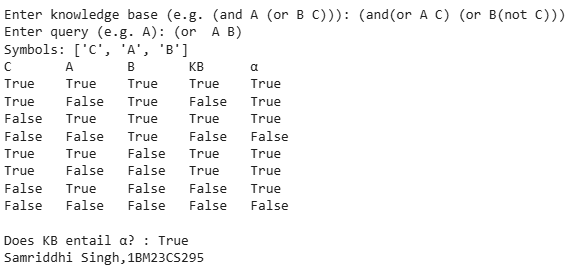 Enter knowledge base (e.g. (and A (or B C))): (and(or A C) (or B(not C)))
Enter query (e.g. A): (or  A B)
Symbols: ['C', 'A', 'B']
C A B KB α
True True True True True
True False True False True
False True True True True
False False True False False
True True False True True
True False False True True
False True False False True
False False False False False
Does KB entail α? : True
Samriddhi Singh,1BM23CS295